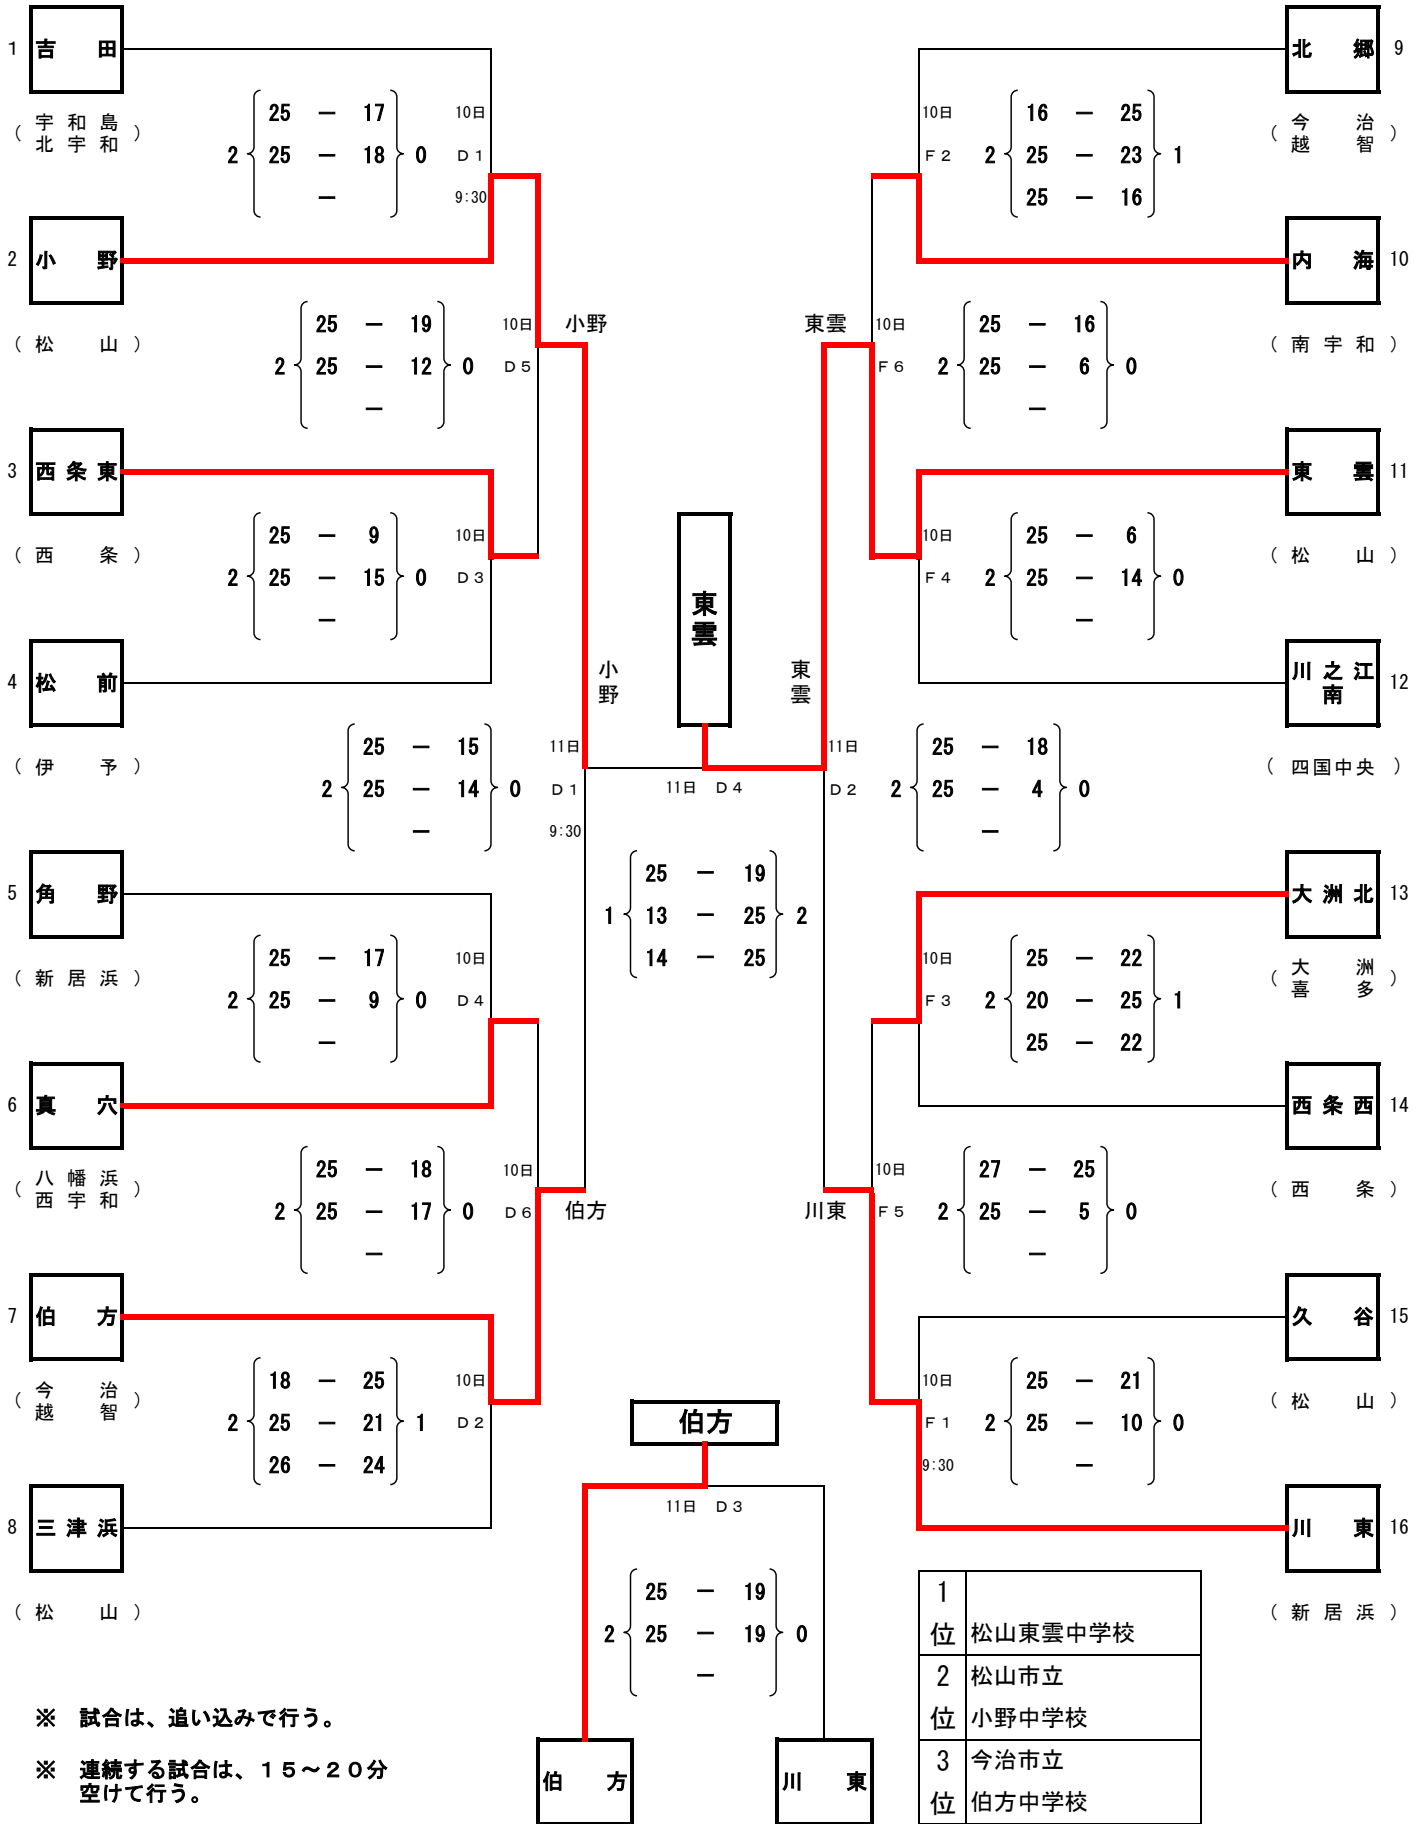 1 吉田
（宇和島
北宇和）
2 { 25 － 17
25 － 18
－ } 0
10日
Ｄ１
9:30
2 小野
（松山）
2 { 25 － 19
25 － 12
－ } 0
10日
Ｄ５
小野
3 西条東
（西条）
2 { 25 － 9
25 － 15
－ } 0
10日
Ｄ３
4 松前
（伊予）
2 { 25 － 15
25 － 14
－ } 0
11日
Ｄ１
9:30
小野
5 角野
（新居浜）
2 { 25 － 17
25 － 9
－ } 0
10日
Ｄ４
6 真穴
（八幡浜
西宇和）
2 { 25 － 18
25 － 17
－ } 0
10日
Ｄ６
伯方
7 伯方
（今治
越智）
2 { 18 － 25
25 － 21
26 － 24 } 1
10日
Ｄ２
8 三津浜
（松山）
東雲
11日 Ｄ４
1 { 25 － 19
13 － 25
14 － 25 } 2
北郷 9
（今治
越智）
10日
Ｆ２
2 { 16 － 25
25 － 23
25 － 16 } 1
内海 10
（南宇和）
東雲
10日
Ｆ６
2 { 25 － 16
25 － 6
－ } 0
東雲 11
（松山）
10日
Ｆ４
2 { 25 － 6
25 － 14
－ } 0
川之江
南 12
（四国中央）
東雲
11日
Ｄ２
2 { 25 － 18
25 － 4
－ } 0
大洲北 13
（大洲
喜多）
10日
Ｆ３
2 { 25 － 22
20 － 25
25 － 22 } 1
西条西 14
（西条）
川東
10日
Ｆ５
2 { 27 － 25
25 － 5
－ } 0
久谷 15
（松山）
10日
Ｆ１
9:30
2 { 25 － 21
25 － 10
－ } 0
川東 16
（新居浜）
伯方
11日 Ｄ３
2 { 25 － 19
25 － 19
－ } 0
伯方
川東
1位 松山東雲中学校
2位 松山市立
小野中学校
3位 今治市立
伯方中学校
※ 試合は、追い込みで行う。
※ 連続する試合は、１５～２０分
空けて行う。